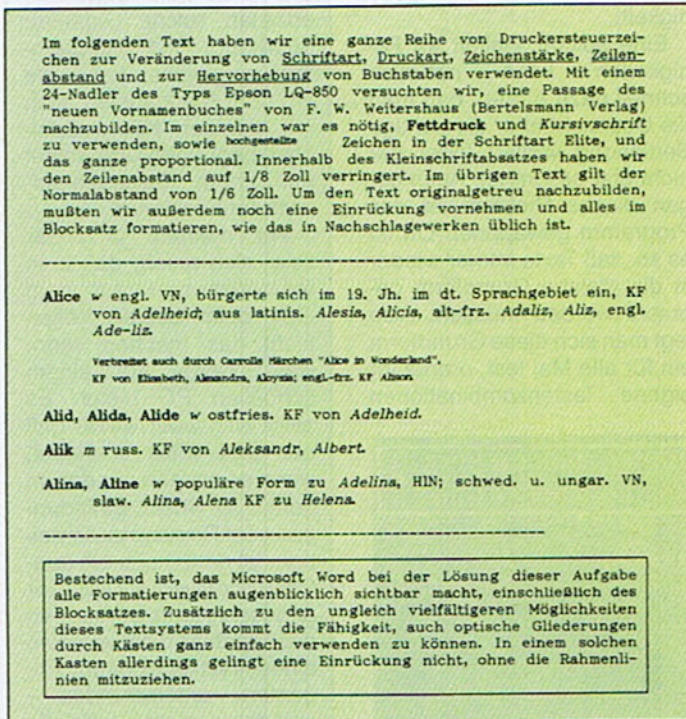 Im folgenden Text haben wir eine ganze Reihe von Druckersteuerzei-
chen zur Veränderung von Schriftart, Druckart, Zeichenstärke, Zeilen-
abstand und zur Hervorhebung von Buchstaben verwendet. Mit einem
24-Nadler des Typs Epson LQ-850 versuchten wir, eine Passage des
"neuen Vornamenbuches" von F. W. Weitershaus (Bertelsmann Verlag)
nachzubilden. Im einzelnen war es nötig, Fettdruck und Kursivschrift
zu verwenden, sowie hochgestellte Zeichen in der Schriftart Elite, und
das ganze proportional. Innerhalb des Kleinschriftabsatzes haben wir
den Zeilenabstand auf 1/8 Zoll verringert. Im übrigen Text gilt der
Normalabstand von 1/6 Zoll. Um den Text originalgetreu nachzubilden,
mußten wir außerdem noch eine Einrückung vornehmen und alles im
Blocksatz formatieren, wie das in Nachschlagewerken üblich ist.
Alice w engl. VN, bürgerte sich im 19. Jh. im dt. Sprachgebiet ein, KF
von Adelheid; aus latinis. Alesia, Alicia, alt-frz. Adaliz, Aliz, engl.
Ade-liz.
Verbreitet auch durch Carrolls Märchen "Alice in Wonderland",
KF von Elisabeth, Alexandra, Aloysia; engl.-frz. KF Alison
Alid, Alida, Alide w ostfries. KF von Adelheid.
Alik m russ. KF von Aleksandr, Albert.
Alina, Aline w populäre Form zu Adelina, HlN; schwed. u. ungar. VN,
slaw. Alina, Alena KF zu Helena.
Bestechend ist, das Microsoft Word bei der Lösung dieser Aufgabe
alle Formatierungen augenblicklich sichtbar macht, einschließlich des
Blocksatzes. Zusätzlich zu den ungleich vielfältigeren Möglichkeiten
dieses Textsystems kommt die Fähigkeit, auch optische Gliederungen
durch Kästen ganz einfach verwenden zu können. In einem solchen
Kasten allerdings gelingt eine Einrückung nicht, ohne die Rahmenli-
nien mitzuziehen.